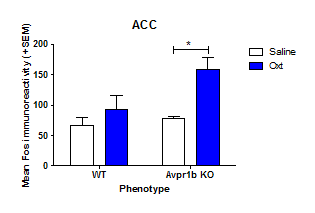 ACC
Mean Fos immunoreactivity (+SEM)
200
150
100
50
0
*
Saline
Oxt
WT
Avpr1b KO
Phenotype